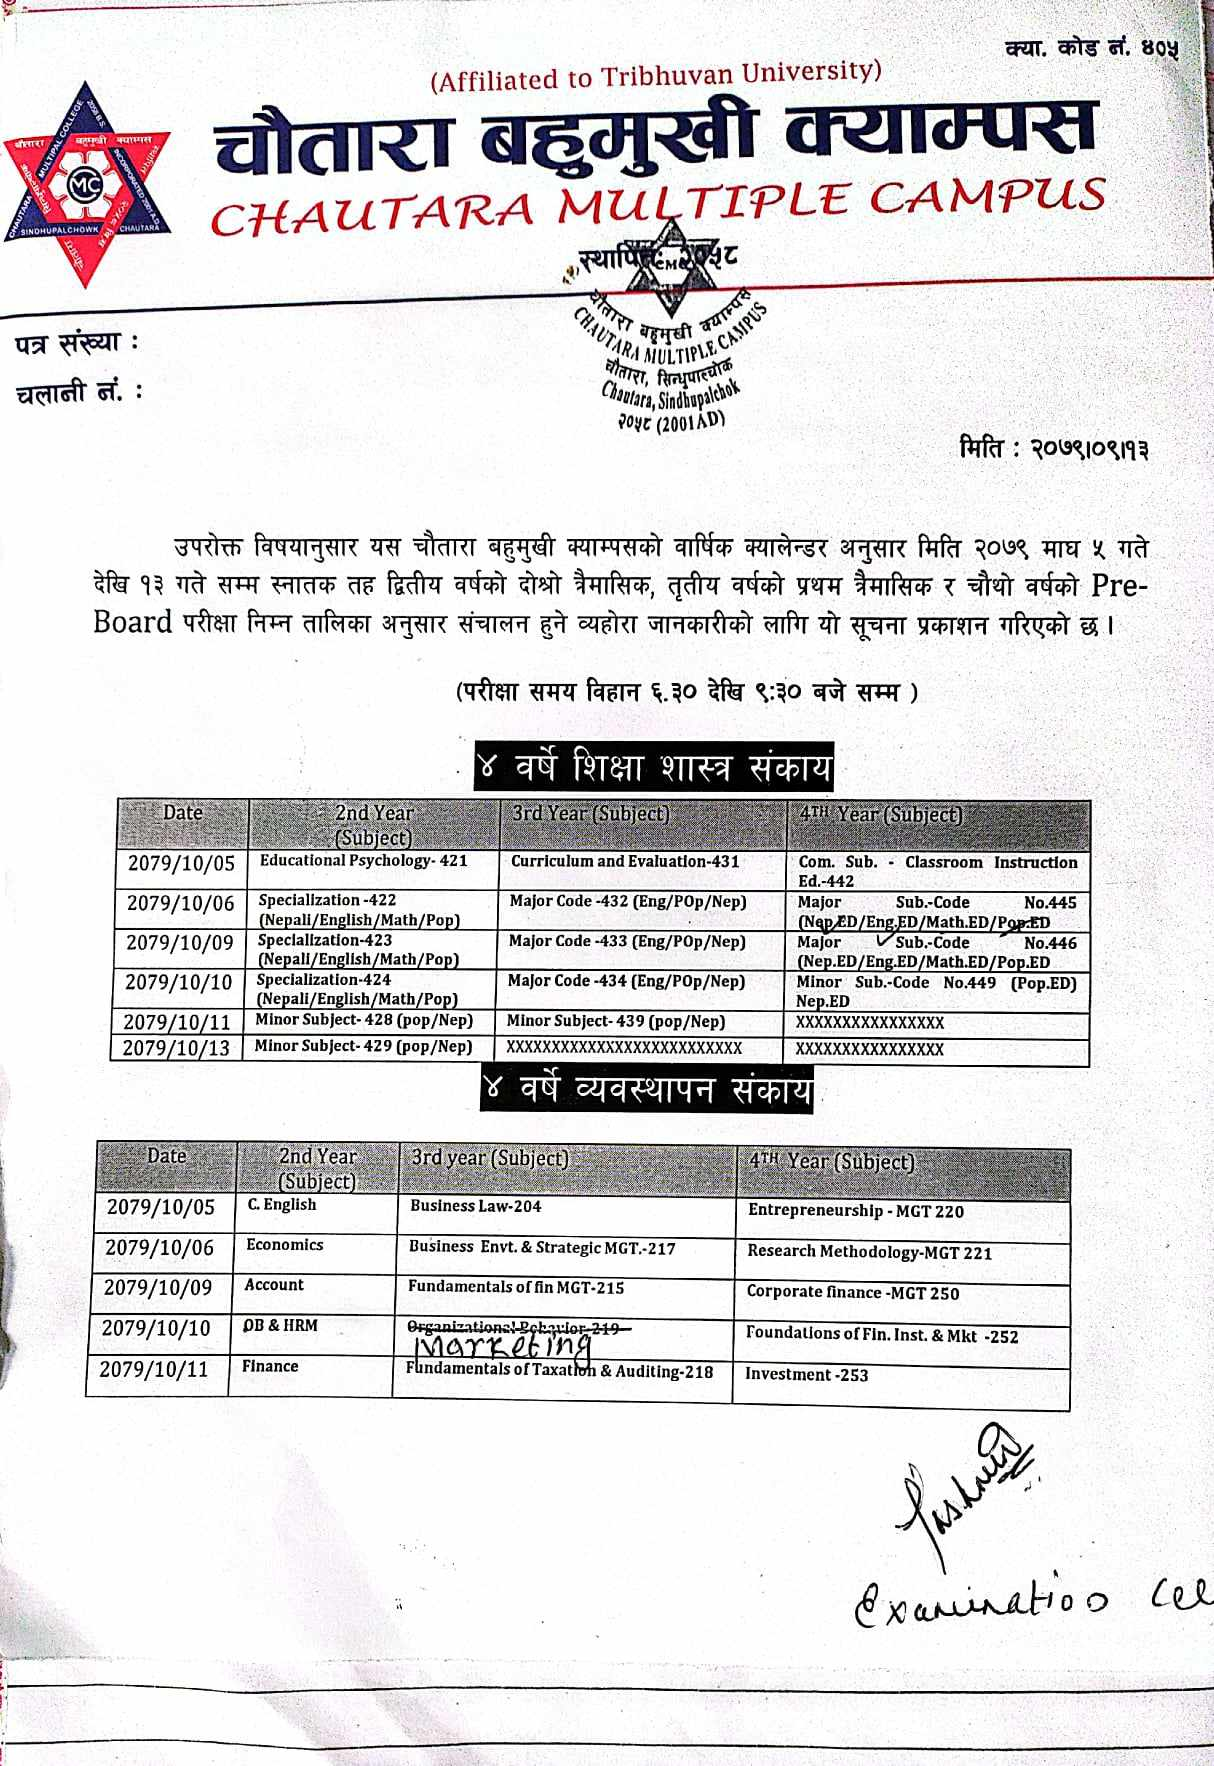 क्या. कोड नं. ४०५
(Affiliated to Tribhuvan University)
चौतारा बहुमुखी क्याम्पस
CHAUTARA MULTIPLE CAMPUS
स्थापित: २०५८
चौतारा बहुमुखी क्याम्पस
CHAUTARA MULTIPLE CAMPUS
चौतारा, सिन्धुपाल्चोक
Chautara, Sindhupalchok
२०५८ (2001AD)
पत्र संख्या :
चलानी नं. :
मिति : २०७९।०९।१३
उपरोक्त विषयानुसार यस चौतारा बहुमुखी क्याम्पसको वार्षिक क्यालेन्डर अनुसार मिति २०७९ माघ ५ गते
देखि १३ गते सम्म स्नातक तह द्वितीय वर्षको दोश्रो त्रैमासिक, तृतीय वर्षको प्रथम त्रैमासिक र चौथो वर्षको Pre-
Board परीक्षा निम्न तालिका अनुसार संचालन हुने व्यहोरा जानकारीको लागि यो सूचना प्रकाशन गरिएको छ ।
(परीक्षा समय विहान ६.३० देखि ९:३० बजे सम्म )
४ वर्षे शिक्षा शास्त्र संकाय
Date 2nd Year (Subject) 3rd Year (Subject) 4TH Year (Subject)
2079/10/05 Educational Psychology- 421 Curriculum and Evaluation-431 Com. Sub. - Classroom Instruction Ed.-442
2079/10/06 Specialization -422 (Nepali/English/Math/Pop) Major Code -432 (Eng/POp/Nep) Major Sub.-Code No.445 (Nep.ED/Eng.ED/Math.ED/Pop.ED
2079/10/09 Specialization-423 (Nepali/English/Math/Pop) Major Code -433 (Eng/POp/Nep) Major Sub.-Code No.446 (Nep.ED/Eng.ED/Math.ED/Pop.ED
2079/10/10 Specialization-424 (Nepali/English/Math/Pop) Major Code -434 (Eng/POp/Nep) Minor Sub.-Code No.449 (Pop.ED) Nep.ED
2079/10/11 Minor Subject- 428 (pop/Nep) Minor Subject- 439 (pop/Nep) XXXXXXXXXXXXXXXX
2079/10/13 Minor Subject- 429 (pop/Nep) XXXXXXXXXXXXXXXXXXXXXXXXXX XXXXXXXXXXXXXXXX
४ वर्षे व्यवस्थापन संकाय
Date 2nd Year (Subject) 3rd year (Subject) 4TH Year (Subject)
2079/10/05 C. English Business Law-204 Entrepreneurship - MGT 220
2079/10/06 Economics Business Envt. & Strategic MGT.-217 Research Methodology-MGT 221
2079/10/09 Account Fundamentals of fin MGT-215 Corporate finance -MGT 250
2079/10/10 OB & HRM Organizational Behavior-219 Marketing Foundations of Fin. Inst. & Mkt -252
2079/10/11 Finance Fundamentals of Taxation & Auditing-218 Investment -253
Examination Cel